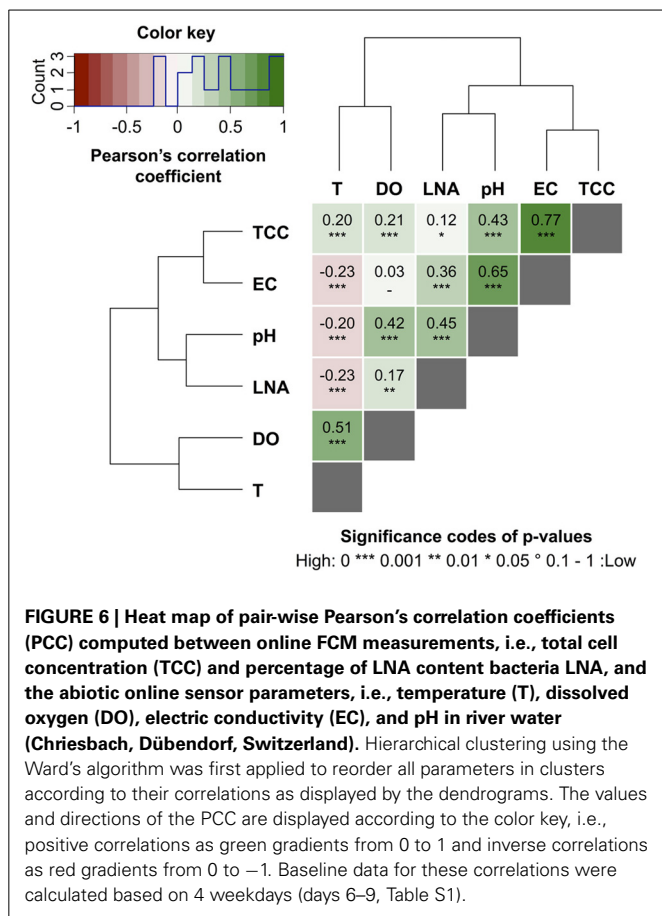 Color key
Count
0 1 2 3
-1 -0.5 0 0.5 1
Pearson's correlation
coefficient
T DO LNA pH EC TCC
TCC 0.20 *** 0.21 *** 0.12 * 0.43 *** 0.77 ***
EC -0.23 *** 0.03 - 0.36 *** 0.65 ***
pH -0.20 *** 0.42 *** 0.45 ***
LNA -0.23 *** 0.17 **
DO 0.51 ***
T
Significance codes of p-values
High: 0 *** 0.001 ** 0.01 * 0.05 ° 0.1 - 1 :Low
FIGURE 6 | Heat map of pair-wise Pearson's correlation coefficients
(PCC) computed between online FCM measurements, i.e., total cell
concentration (TCC) and percentage of LNA content bacteria LNA, and
the abiotic online sensor parameters, i.e., temperature (T), dissolved
oxygen (DO), electric conductivity (EC), and pH in river water
(Chriesbach, Dübendorf, Switzerland). Hierarchical clustering using the
Ward's algorithm was first applied to reorder all parameters in clusters
according to their correlations as displayed by the dendrograms. The values
and directions of the PCC are displayed according to the color key, i.e.,
positive correlations as green gradients from 0 to 1 and inverse correlations
as red gradients from 0 to −1. Baseline data for these correlations were
calculated based on 4 weekdays (days 6–9, Table S1).